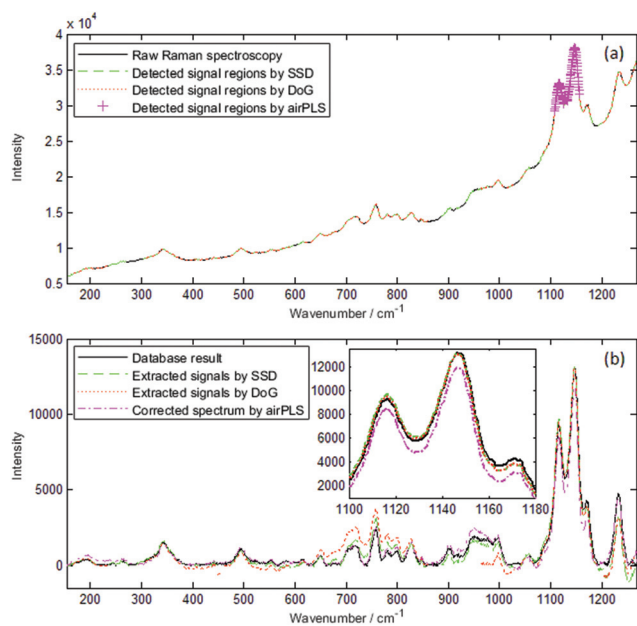 x 10⁴
4
3.5
3
2.5
2
1.5
1
0.5
Intensity
(a)
Raw Raman spectroscopy
Detected signal regions by SSD
Detected signal regions by DoG
Detected signal regions by airPLS
200 300 400 500 600 700 800 900 1000 1100 1200
Wavenumber / cm⁻¹
15000
10000
5000
0
Intensity
(b)
Database result
Extracted signals by SSD
Extracted signals by DoG
Corrected spectrum by airPLS
12000
10000
8000
6000
4000
2000
1100 1120 1140 1160 1180
200 300 400 500 600 700 800 900 1000 1100 1200
Wavenumber / cm⁻¹